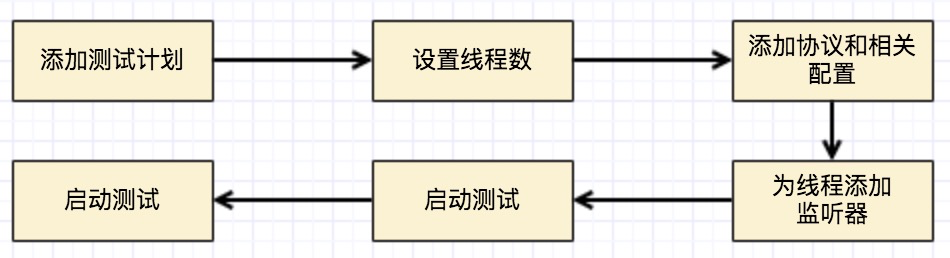 添加测试计划
设置线程数
添加协议和相关
配置
为线程添加
监听器
启动测试
启动测试